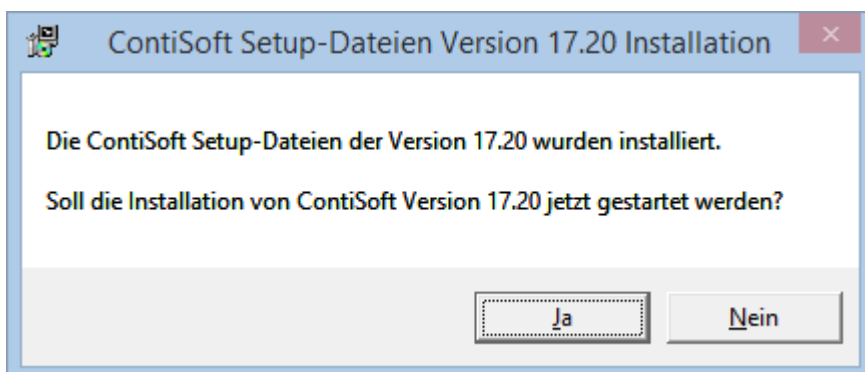 ContiSoft Setup-Dateien Version 17.20 Installation
Die ContiSoft Setup-Dateien der Version 17.20 wurden installiert.
Soll die Installation von ContiSoft Version 17.20 jetzt gestartet werden?
Ja
Nein